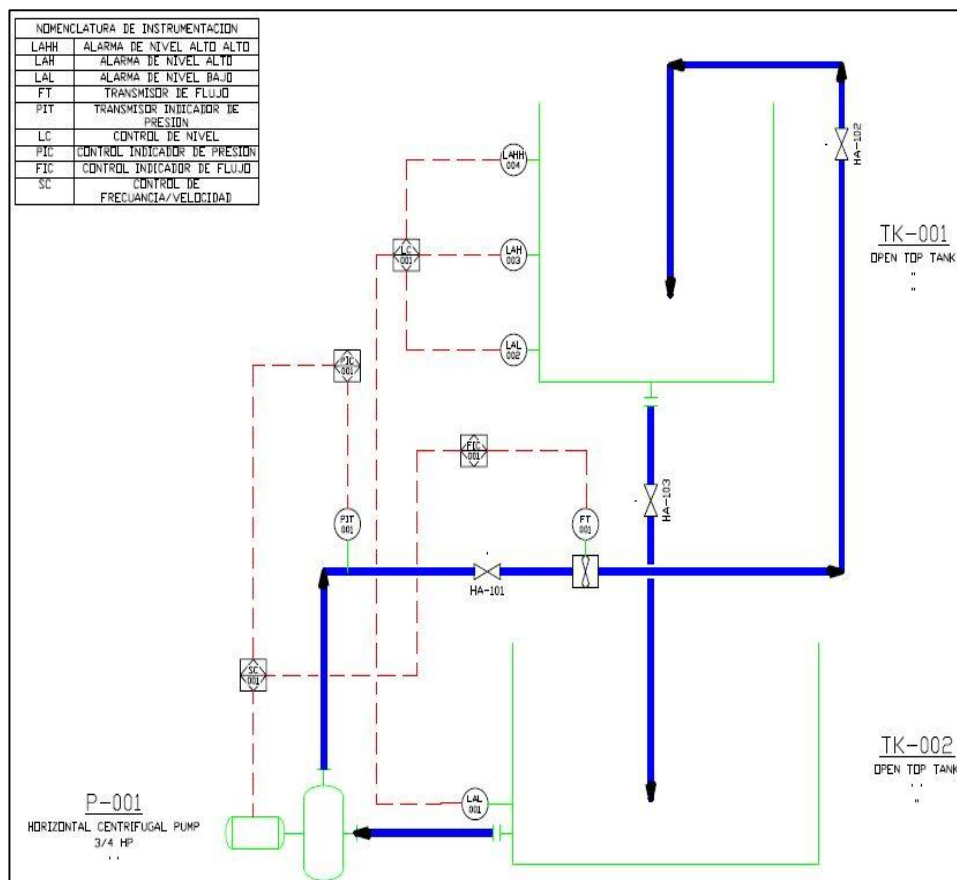 NOMENCLATURA DE INSTRUMENTACION
LAHH ALARMA DE NIVEL ALTO ALTO
LAH ALARMA DE NIVEL ALTO
LAL ALARMA DE NIVEL BAJO
FT TRANSMISOR DE FLUJO
PIT TRANSMISOR INDICADOR DE
PRESION
LC CONTROL DE NIVEL
PIC CONTROL INDICADOR DE PRESION
FIC CONTROL INDICADOR DE FLUJO
SC CONTROL DE
FRECUANCIA/VELOCIDAD
HA-102
LAHH
004
TK-001
OPEN TOP TANK
"
"
LC
001
LAH
003
LAL
002
PIC
001
FIC
001
HA-103
PIT
001
FT
001
HA-101
SC
001
TK-002
OPEN TOP TANK
' '
"
LAL
001
P-001
HORIZONTAL CENTRIFUGAL PUMP
3/4 HP
' '